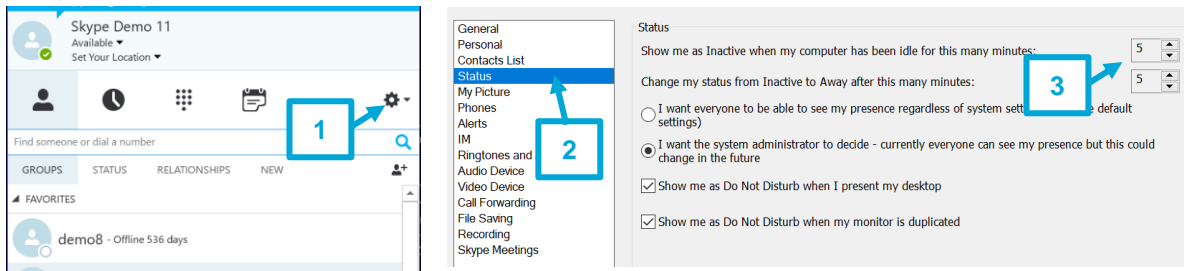 Skype Demo 11
Available
Set Your Location
1
Find someone or dial a number
GROUPS STATUS RELATIONSHIPS NEW
FAVORITES
demo8 - Offline 536 days
General
Personal
Contacts List
Status
My Picture
Phones
Alerts
IM
Ringtones and
Audio Device
Video Device
Call Forwarding
File Saving
Recording
Skype Meetings
2
Status
Show me as Inactive when my computer has been idle for this many minutes: 5
Change my status from Inactive to Away after this many minutes: 5
3
I want everyone to be able to see my presence regardless of system default
settings)
I want the system administrator to decide - currently everyone can see my presence but this could
change in the future
Show me as Do Not Disturb when I present my desktop
Show me as Do Not Disturb when my monitor is duplicated